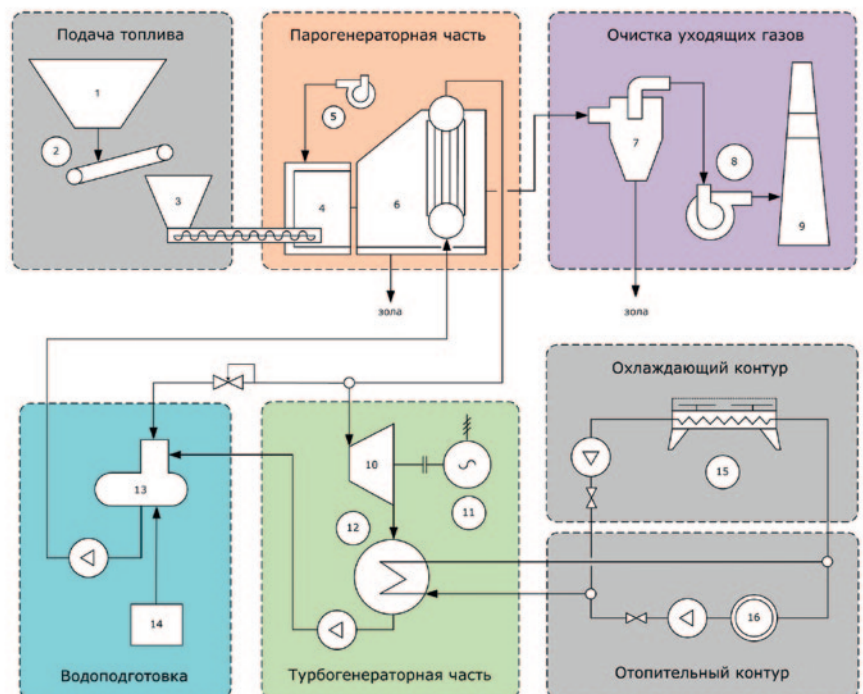 Подача топлива
Парогенераторная часть
Очистка уходящих газов
1
2
3
4
5
6
7
8
9
зола
зола
Охлаждающий контур
10
11
12
13
14
15
16
Водоподготовка
Турбогенераторная часть
Отопительный контур